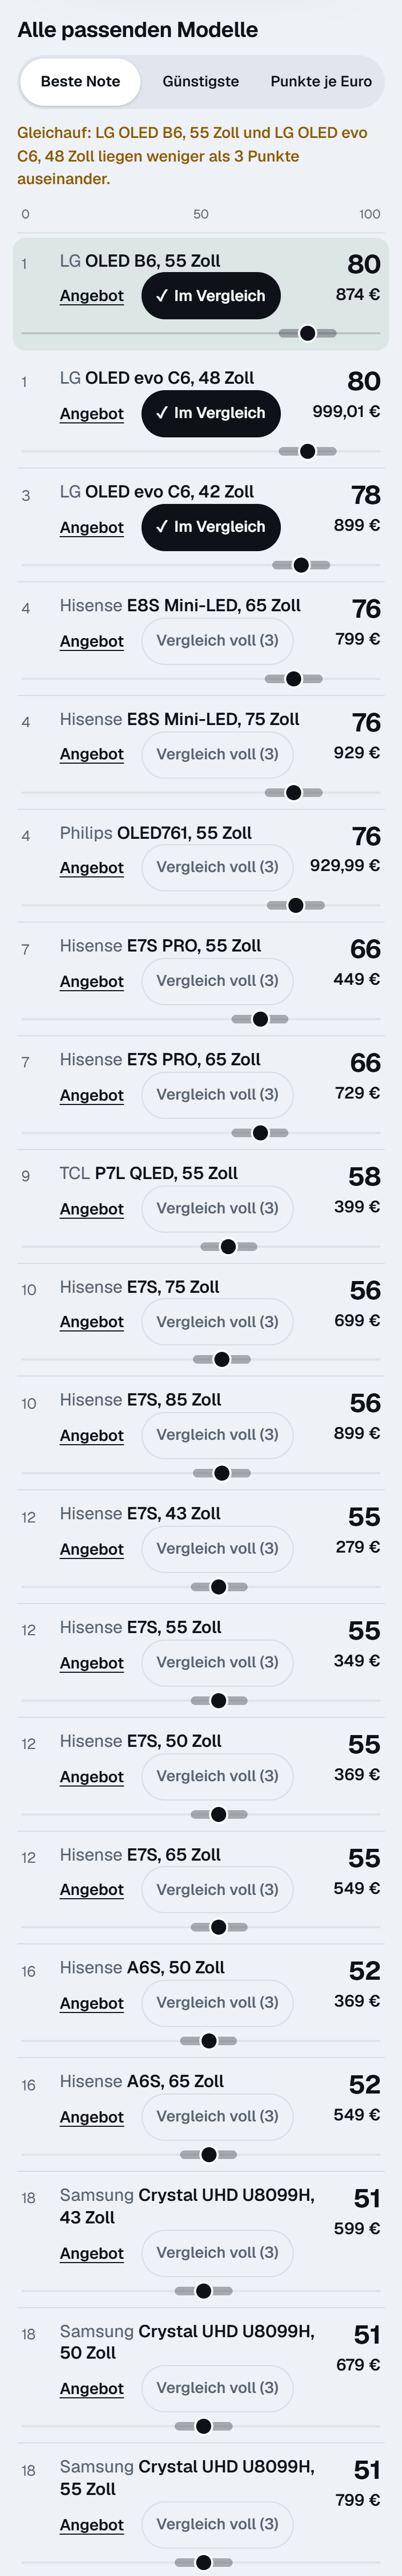 Alle passenden Modelle
Beste Note Günstigste Punkte je Euro
Gleichauf: LG OLED B6, 55 Zoll und LG OLED evo
C6, 48 Zoll liegen weniger als 3 Punkte
auseinander.
0 50 100
1 LG OLED B6, 55 Zoll 80
Angebot ✓ Im Vergleich 874 €
1 LG OLED evo C6, 48 Zoll 80
Angebot ✓ Im Vergleich 999,01 €
3 LG OLED evo C6, 42 Zoll 78
Angebot ✓ Im Vergleich 899 €
4 Hisense E8S Mini-LED, 65 Zoll 76
Angebot Vergleich voll (3) 799 €
4 Hisense E8S Mini-LED, 75 Zoll 76
Angebot Vergleich voll (3) 929 €
4 Philips OLED761, 55 Zoll 76
Angebot Vergleich voll (3) 929,99 €
7 Hisense E7S PRO, 55 Zoll 66
Angebot Vergleich voll (3) 449 €
7 Hisense E7S PRO, 65 Zoll 66
Angebot Vergleich voll (3) 729 €
9 TCL P7L QLED, 55 Zoll 58
Angebot Vergleich voll (3) 399 €
10 Hisense E7S, 75 Zoll 56
Angebot Vergleich voll (3) 699 €
10 Hisense E7S, 85 Zoll 56
Angebot Vergleich voll (3) 899 €
12 Hisense E7S, 43 Zoll 55
Angebot Vergleich voll (3) 279 €
12 Hisense E7S, 55 Zoll 55
Angebot Vergleich voll (3) 349 €
12 Hisense E7S, 50 Zoll 55
Angebot Vergleich voll (3) 369 €
12 Hisense E7S, 65 Zoll 55
Angebot Vergleich voll (3) 549 €
16 Hisense A6S, 50 Zoll 52
Angebot Vergleich voll (3) 369 €
16 Hisense A6S, 65 Zoll 52
Angebot Vergleich voll (3) 549 €
18 Samsung Crystal UHD U8099H, 51
43 Zoll 599 €
Angebot Vergleich voll (3)
18 Samsung Crystal UHD U8099H, 51
50 Zoll 679 €
Angebot Vergleich voll (3)
18 Samsung Crystal UHD U8099H, 51
55 Zoll 799 €
Angebot Vergleich voll (3)